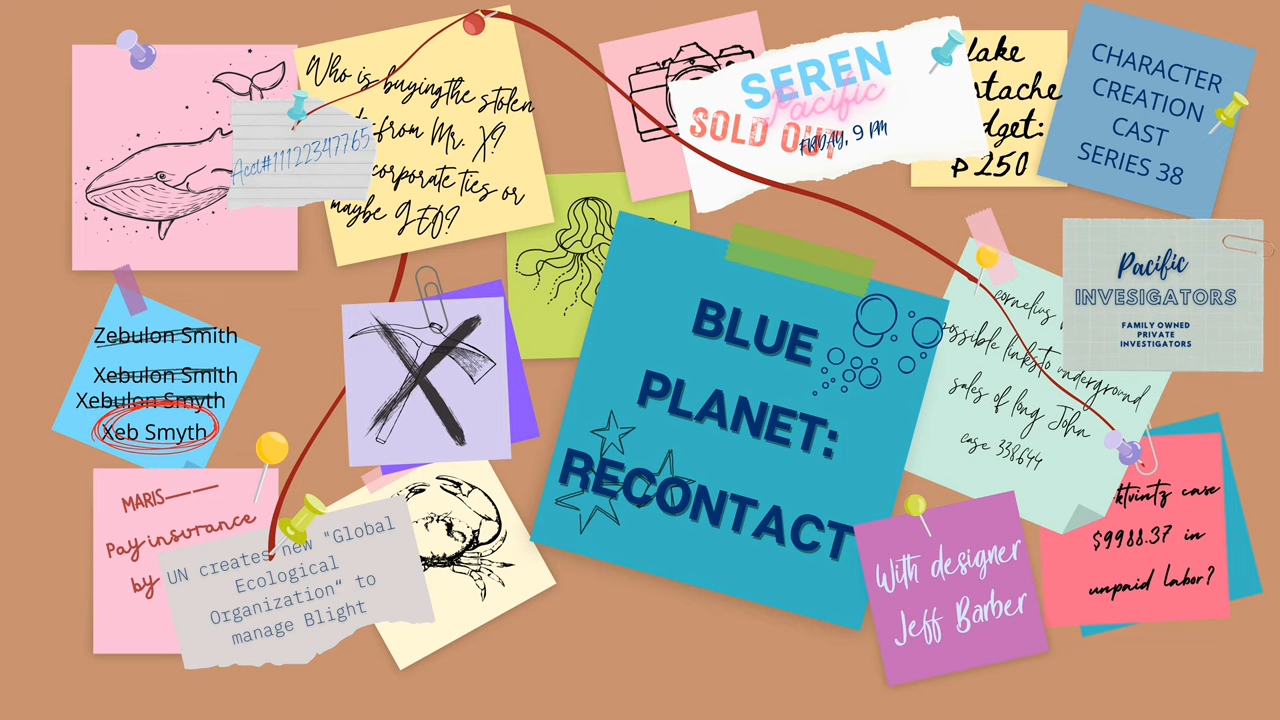 Who is buying the stolen
from Mr. X?
corporate ties or
maybe GEO?
Acct#11122347765
SEREN
Pacific
SOLD OUT
FRIDAY, 9 PM
lake
stache
dget:
250
CHARACTER
CREATION
CAST
SERIES 38
Pacific
INVESIGATORS
FAMILY OWNED
PRIVATE
INVESTIGATORS
Zebulon Smith
Xebulon Smith
Xebulon Smyth
Xeb Smyth
BLUE
PLANET:
RECONTACT
cornelius
possible links to underground
sales of long John
case 338644
MARIS
Pay insurance
by
UN creates new "Global
Ecological
Organization" to
manage Blight
With designer
Jeff Barber
case
$9988.37 in
unpaid labor?